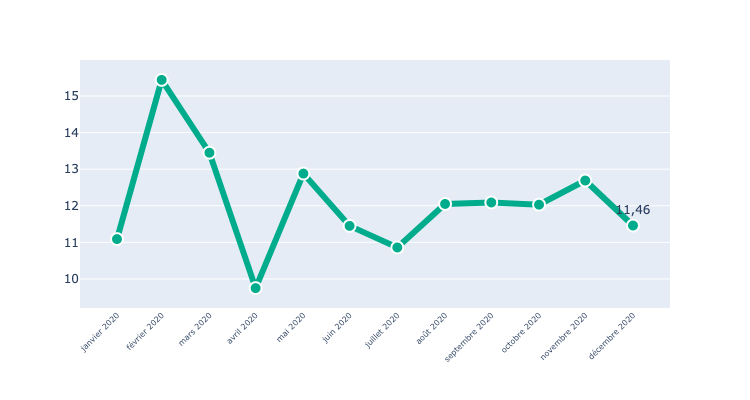 15
14
13
12
11
10
11,46
janvier 2020
février 2020
mars 2020
avril 2020
mai 2020
juin 2020
juillet 2020
août 2020
septembre 2020
octobre 2020
novembre 2020
décembre 2020